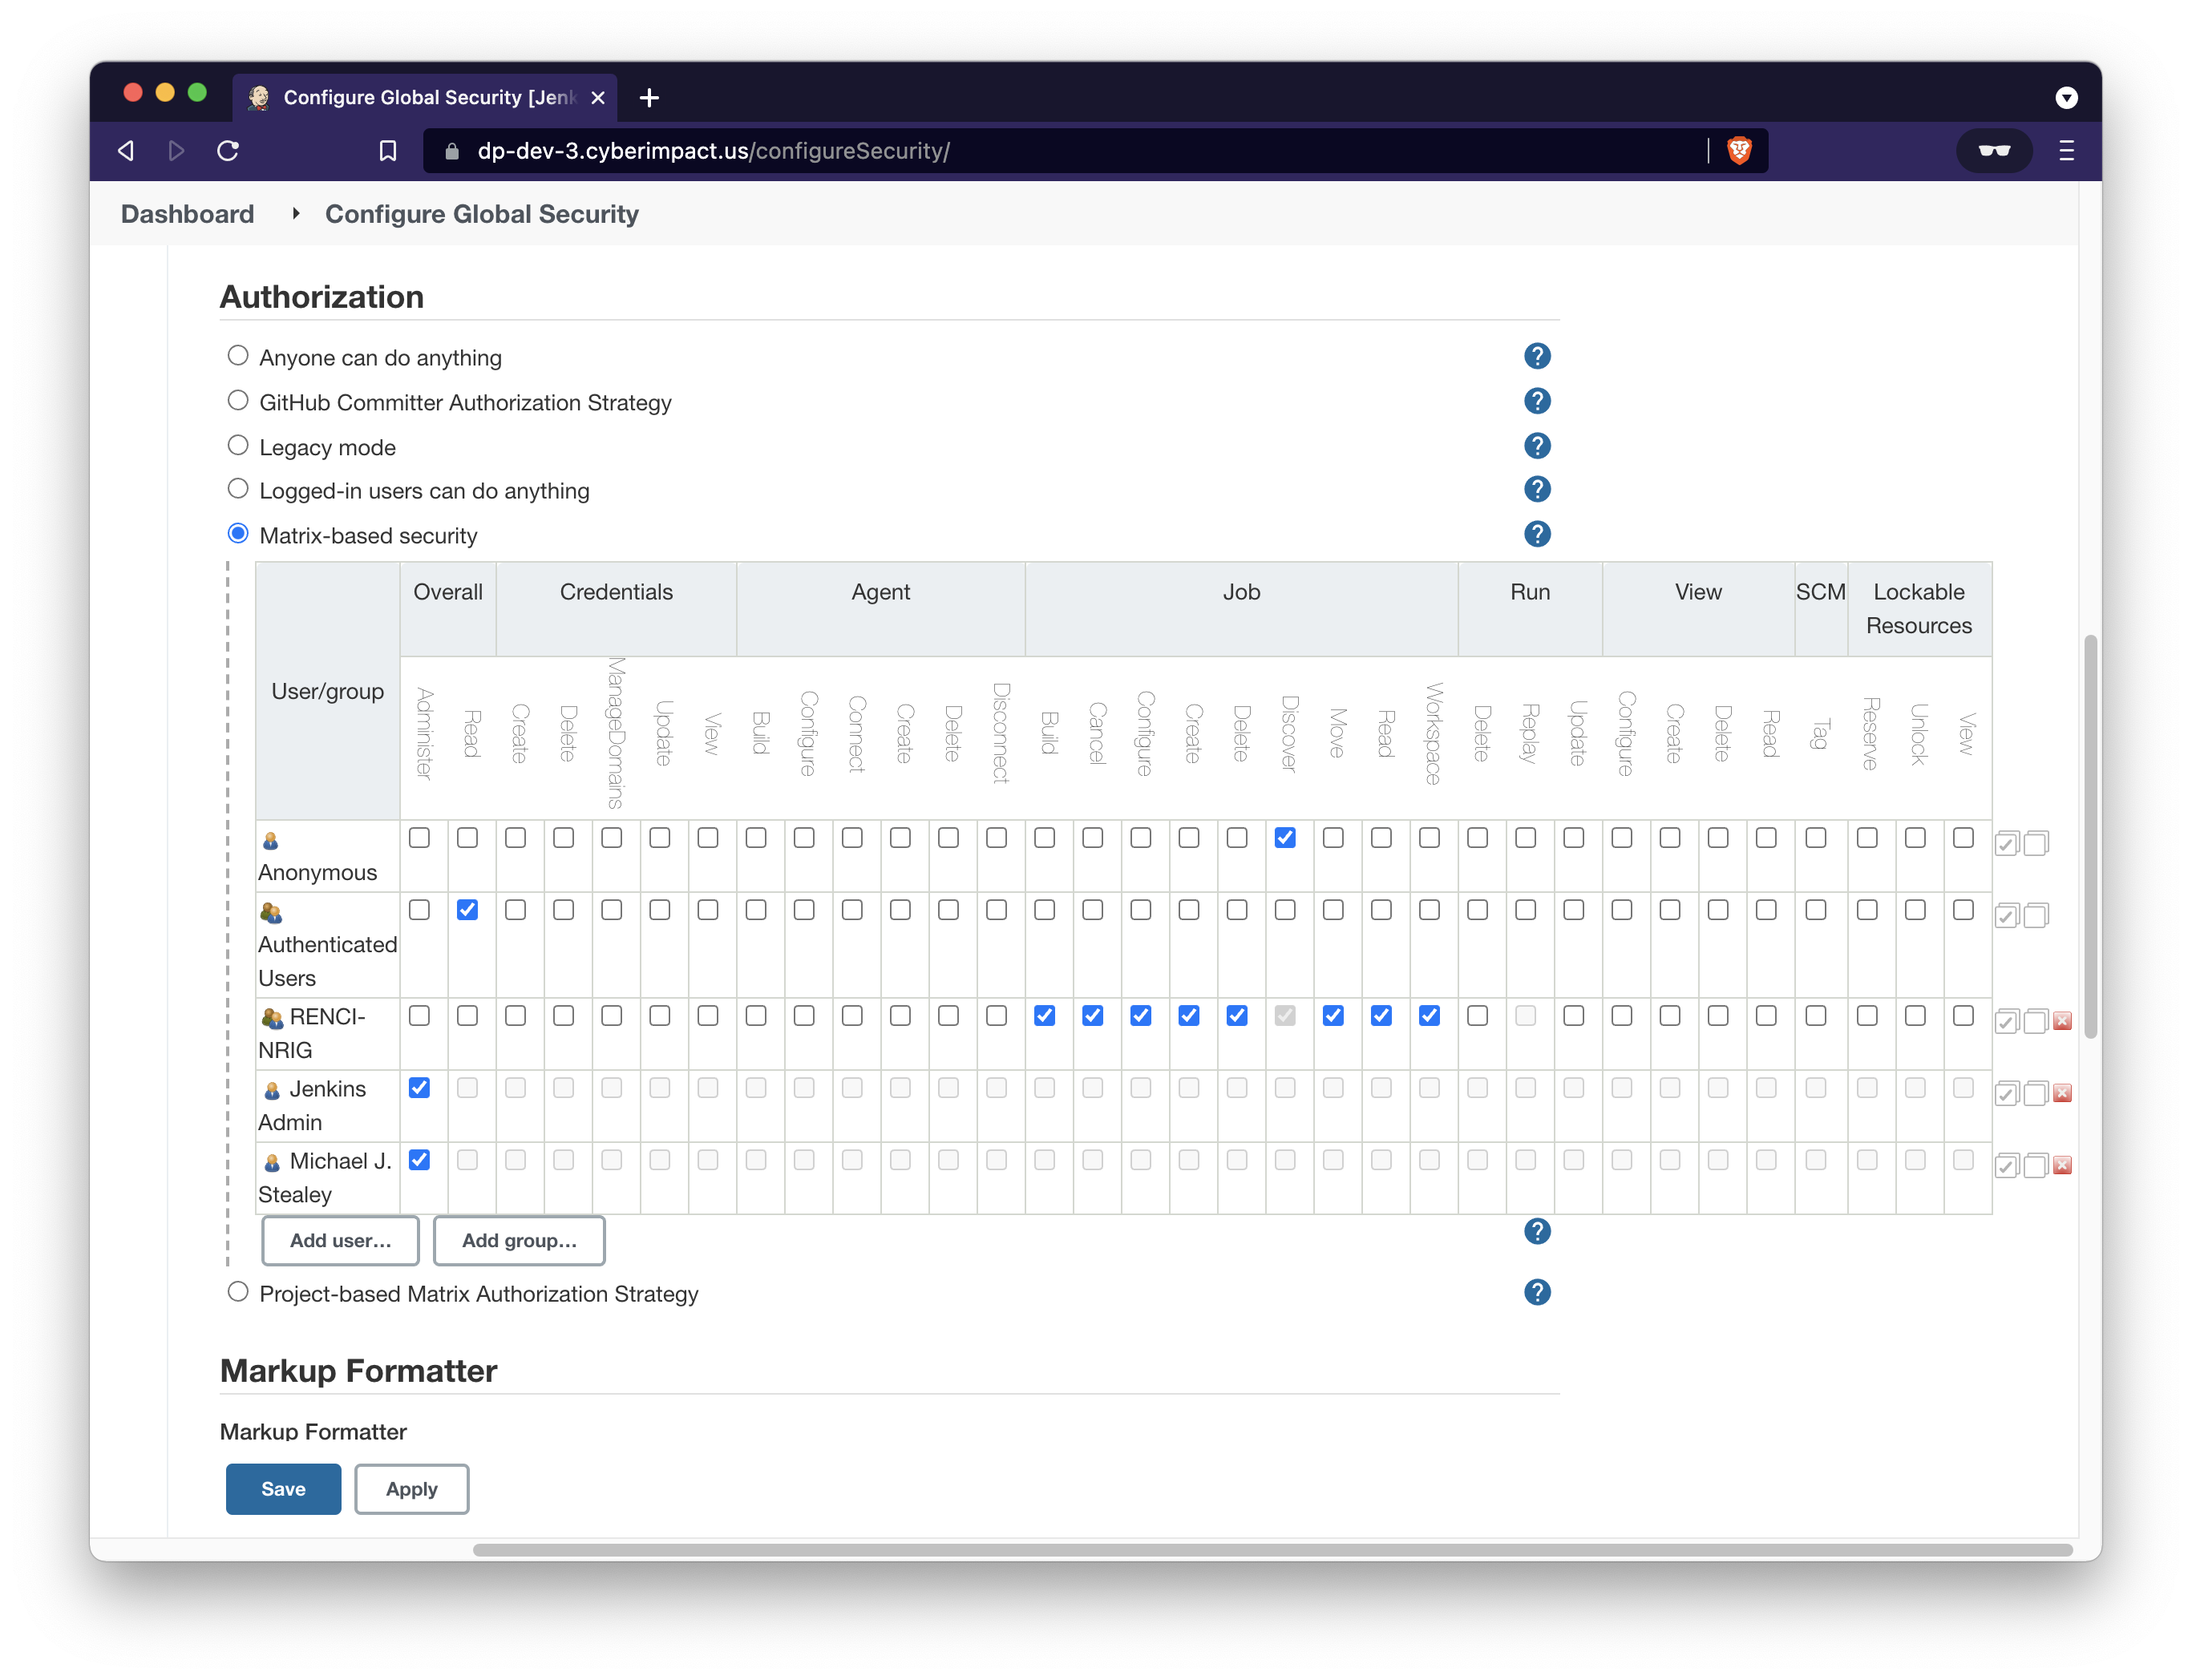 Configure Global Security [Jenk
dp-dev-3.cyberimpact.us/configureSecurity/
Dashboard
Configure Global Security
Authorization
Anyone can do anything
GitHub Committer Authorization Strategy
Legacy mode
Logged-in users can do anything
Matrix-based security
User/group
Overall
Credentials
Agent
Job
Run
View
SCM
Lockable
Resources
Administer
Read
Create
Delete
ManageDomains
Update
View
Build
Configure
Connect
Create
Delete
Disconnect
Build
Cancel
Configure
Create
Delete
Discover
Move
Read
Workspace
Delete
Replay
Update
Configure
Create
Delete
Read
Tag
Reserve
Unlock
View
Anonymous
Authenticated
Users
RENCI-
NRIG
Jenkins
Admin
Michael J.
Stealey
Add user...
Add group...
Project-based Matrix Authorization Strategy
Markup Formatter
Markup Formatter
Save
Apply